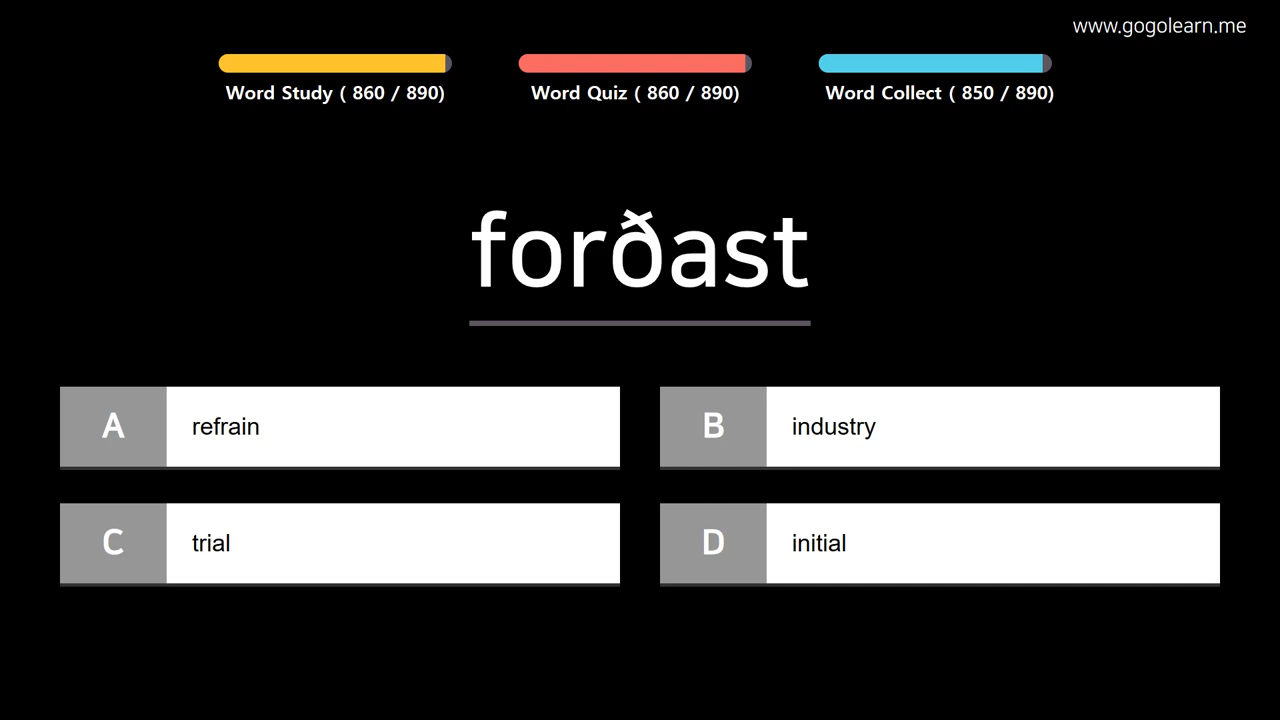 www.gogolearn.me
Word Study ( 860 / 890)
Word Quiz ( 860 / 890)
Word Collect ( 850 / 890)
forðast
A refrain
B industry
C trial
D initial